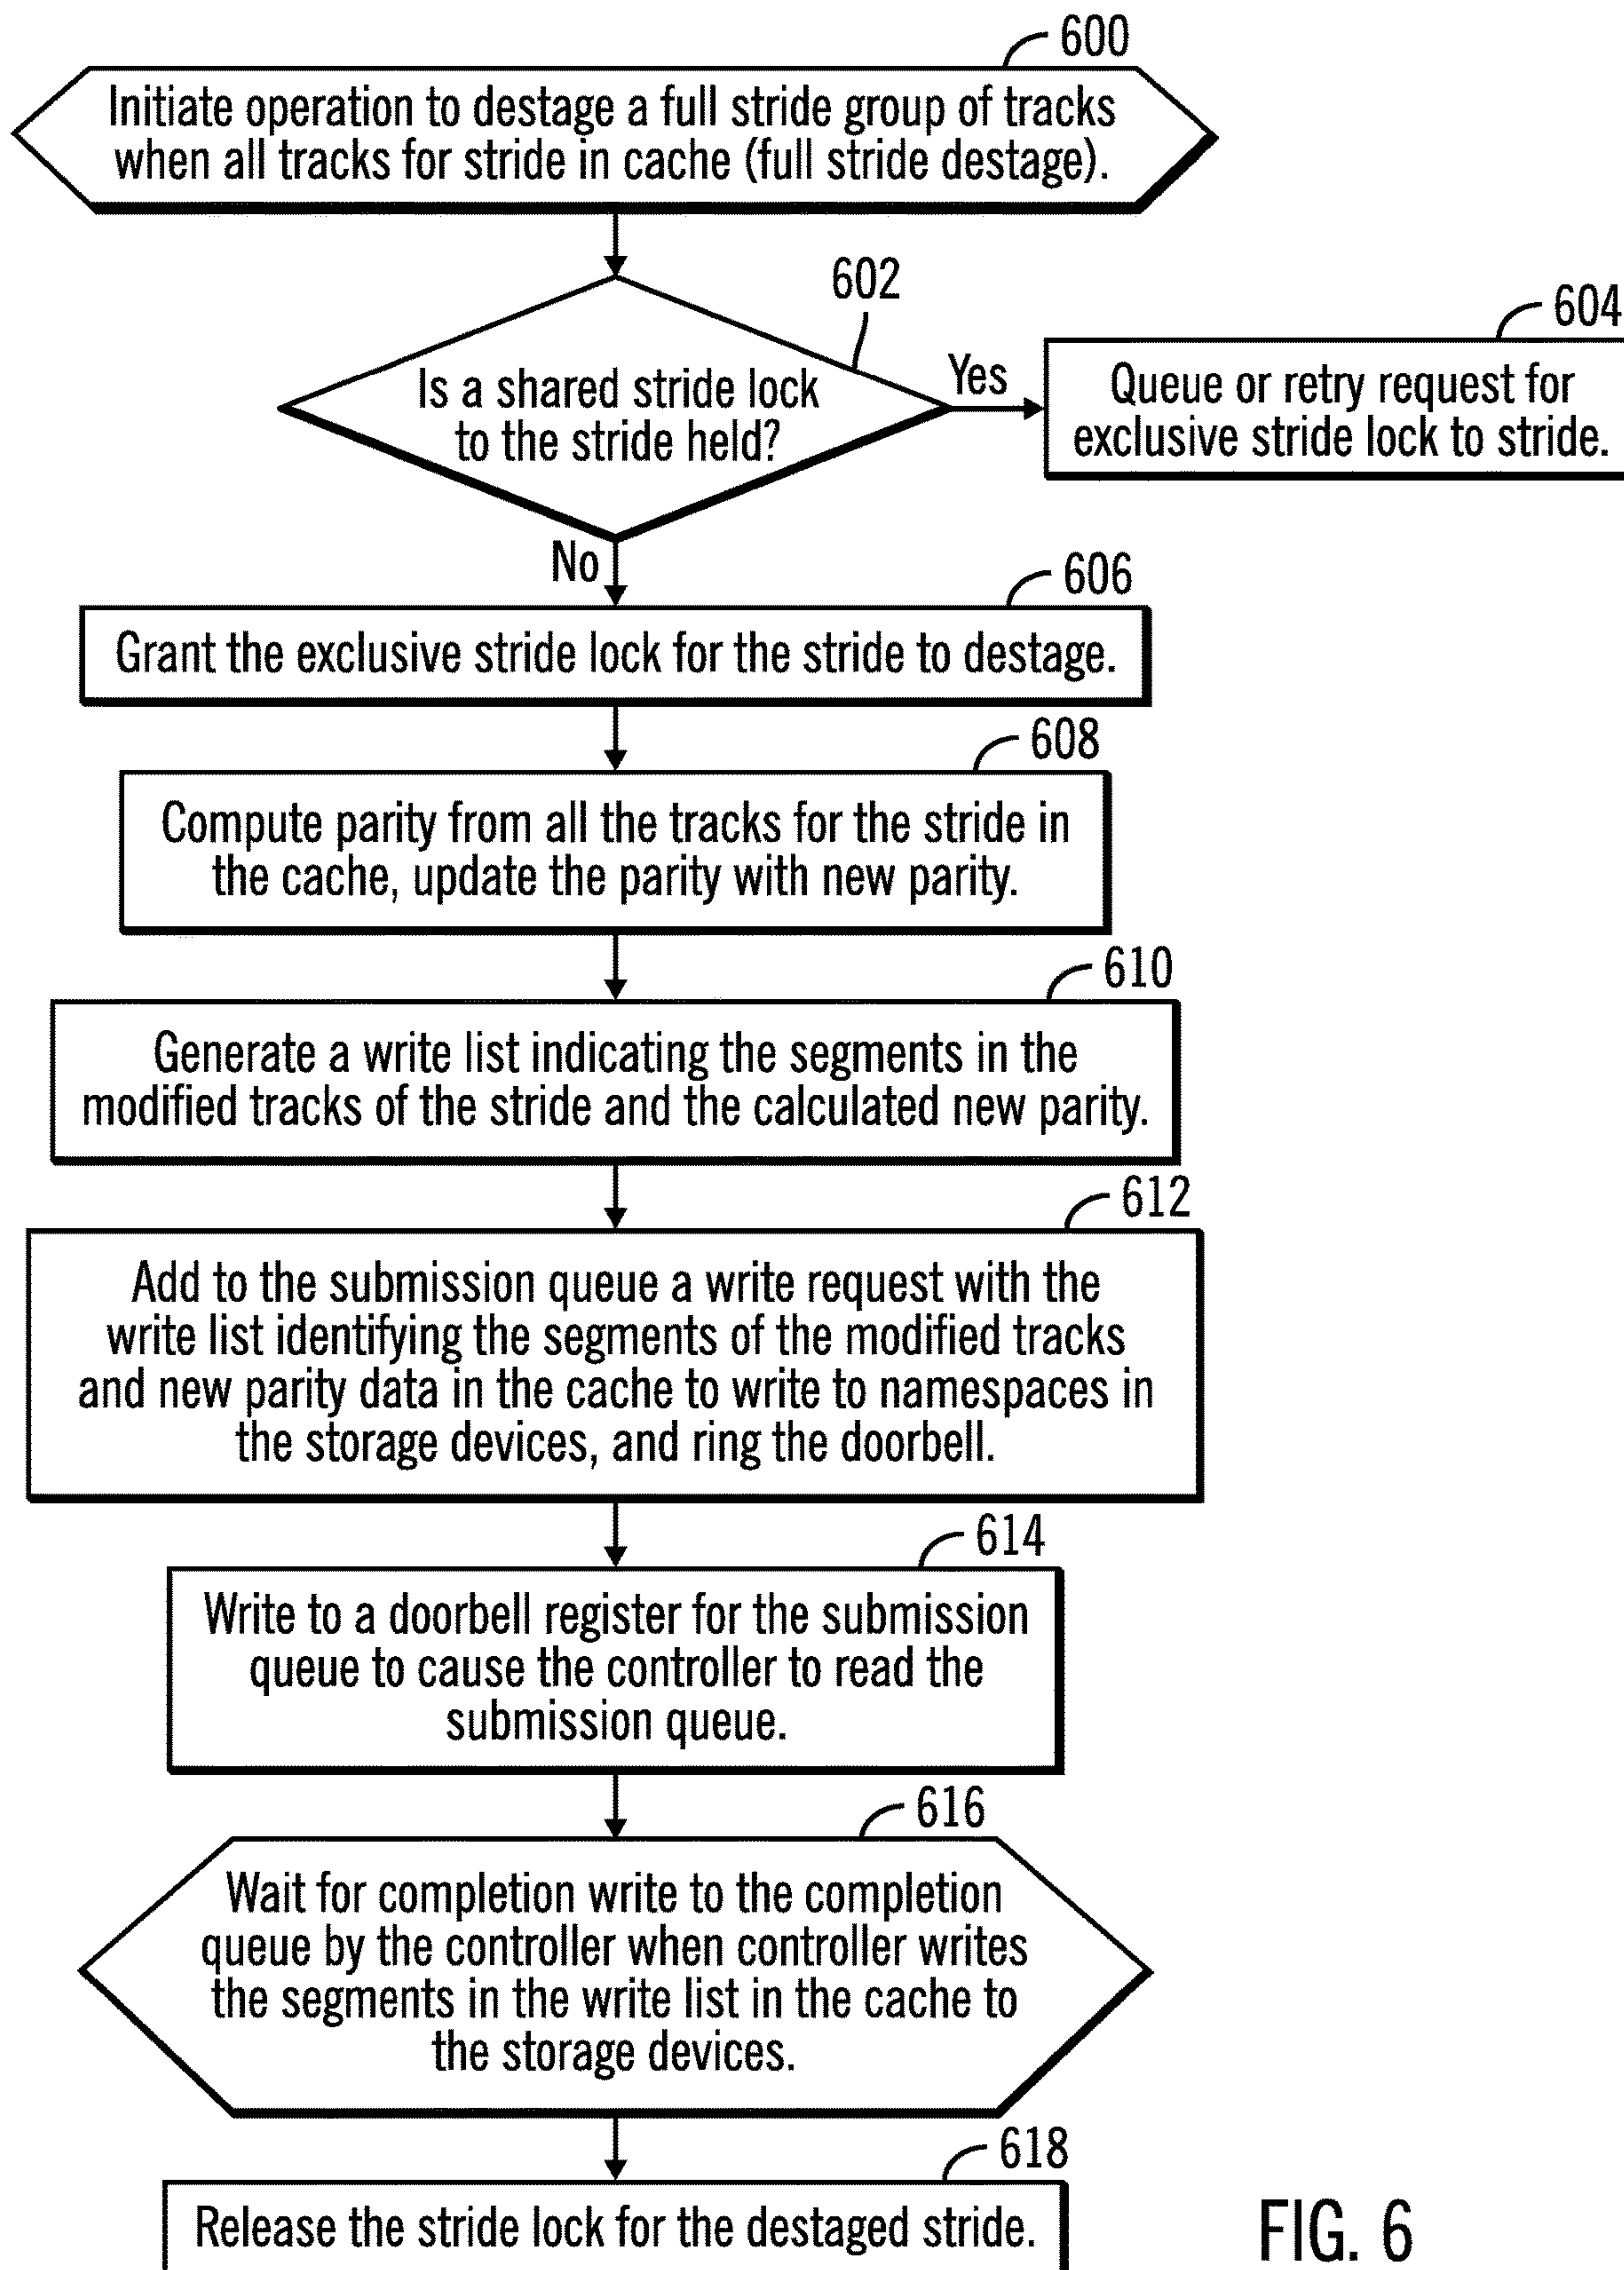 600
Initiate operation to destage a full stride group of tracks
when all tracks for stride in cache (full stride destage).
602
Is a shared stride lock
to the stride held?
Yes
604
Queue or retry request for
exclusive stride lock to stride.
No
606
Grant the exclusive stride lock for the stride to destage.
608
Compute parity from all the tracks for the stride in
the cache, update the parity with new parity.
610
Generate a write list indicating the segments in the
modified tracks of the stride and the calculated new parity.
612
Add to the submission queue a write request with the
write list identifying the segments of the modified tracks
and new parity data in the cache to write to namespaces in
the storage devices, and ring the doorbell.
614
Write to a doorbell register for the submission
queue to cause the controller to read the
submission queue.
616
Wait for completion write to the completion
queue by the controller when controller writes
the segments in the write list in the cache to
the storage devices.
618
Release the stride lock for the destaged stride.
FIG. 6